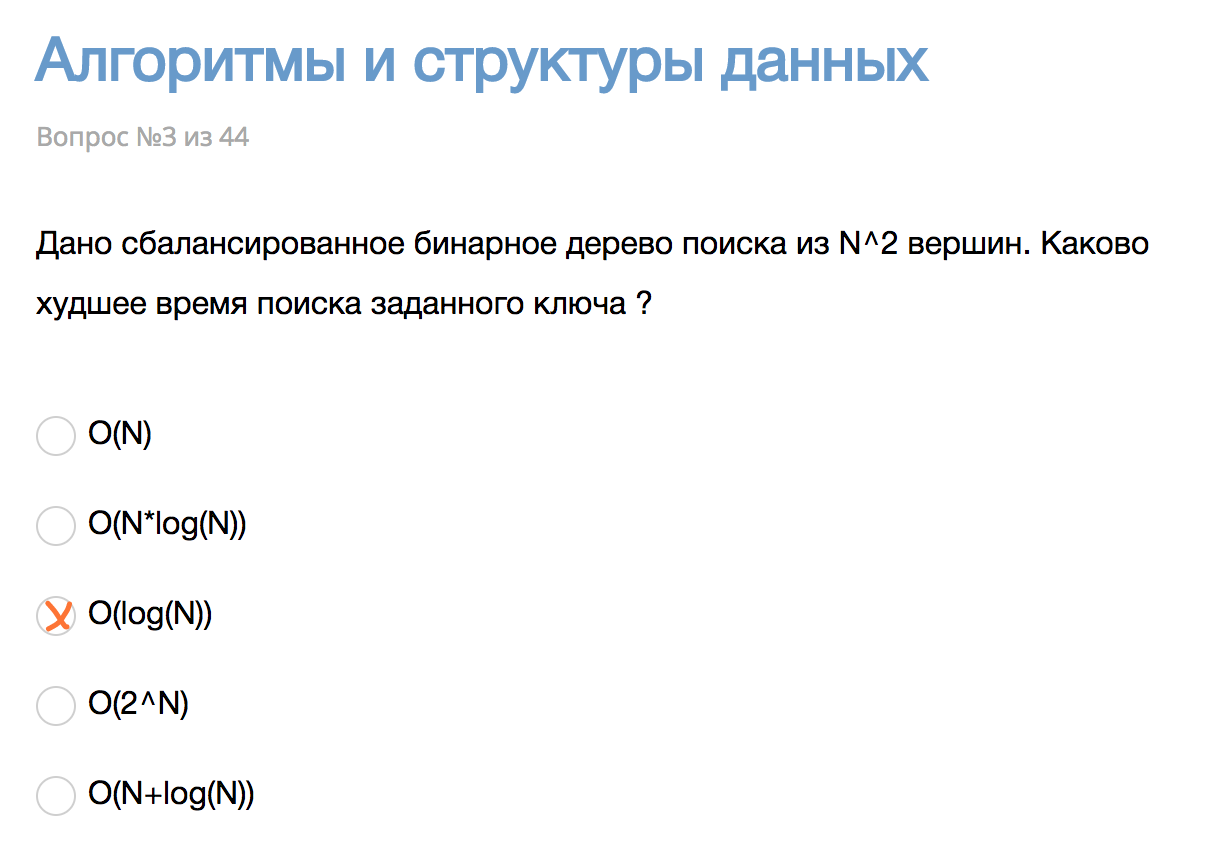 Алгоритмы и структуры данных
Вопрос №3 из 44
Дано сбалансированное бинарное дерево поиска из N^2 вершин. Каково
худшее время поиска заданного ключа ?
O(N)
O(N*log(N))
O(log(N))
O(2^N)
O(N+log(N))